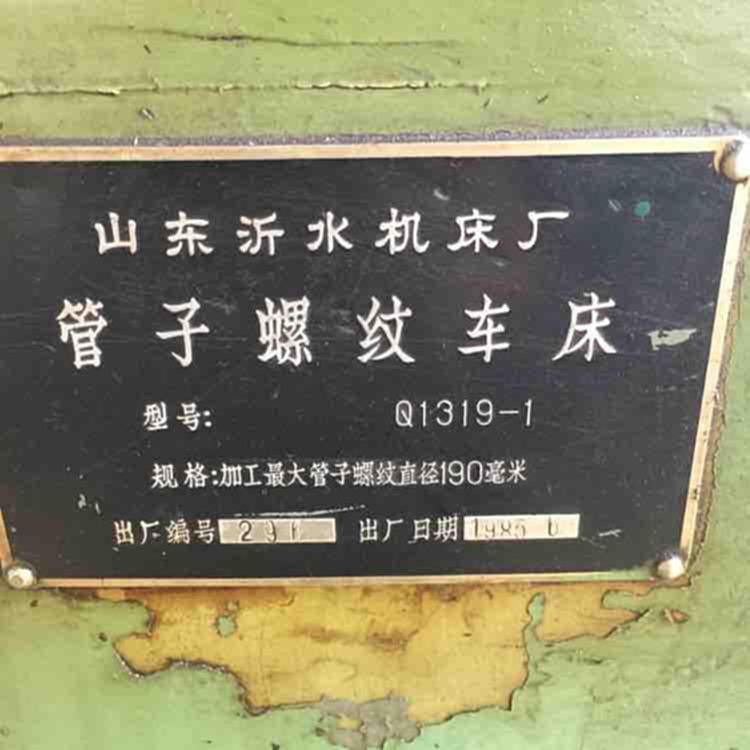 山东沂水机床厂
管子螺纹车床
型号: Q1319-1
规格:加工最大管子螺纹直径190毫米
出厂编号 出厂日期